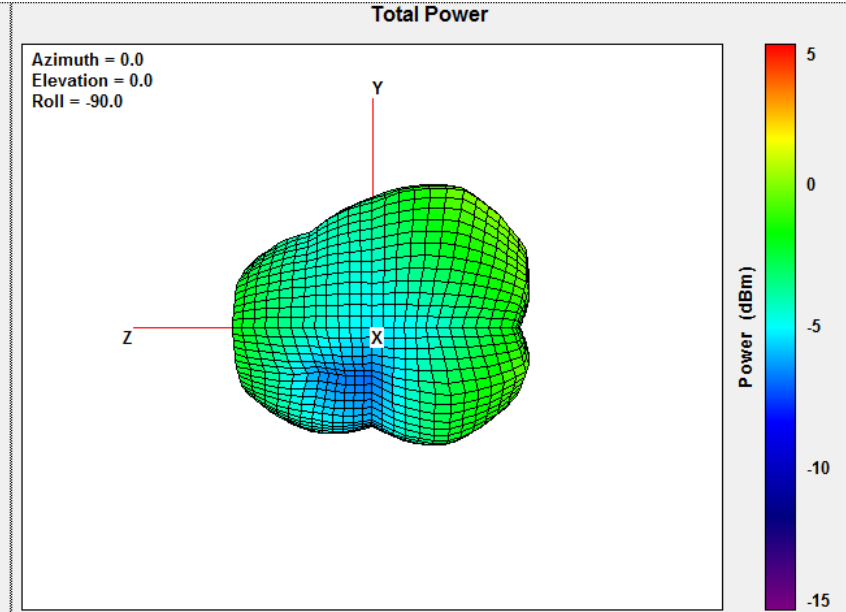 Total Power
Azimuth = 0.0
Elevation = 0.0
Roll = -90.0
Y
Z
X
5
0
-5
-10
-15
Power (dBm)